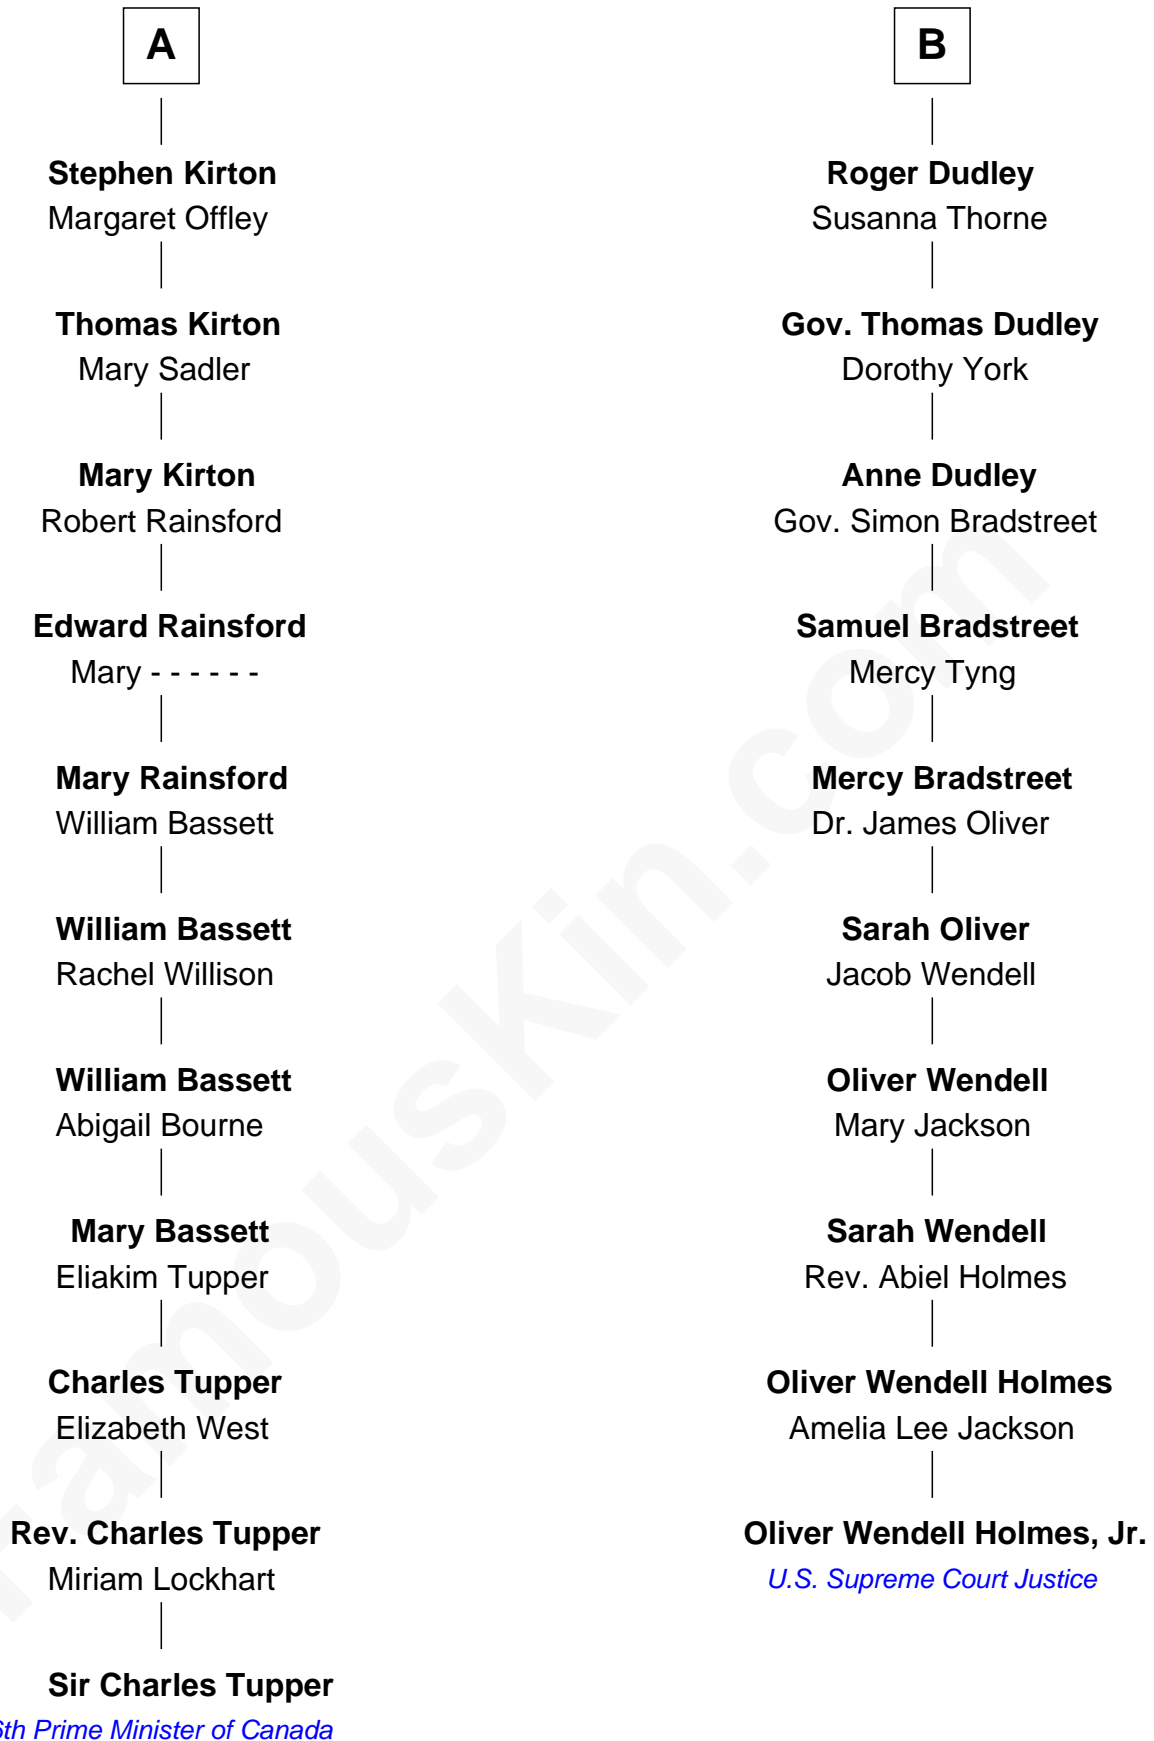 A
Stephen Kirton
Margaret Offley
Thomas Kirton
Mary Sadler
Mary Kirton
Robert Rainsford
Edward Rainsford
Mary - - - - - -
Mary Rainsford
William Bassett
William Bassett
Rachel Willison
William Bassett
Abigail Bourne
Mary Bassett
Eliakim Tupper
Charles Tupper
Elizabeth West
Rev. Charles Tupper
Miriam Lockhart
Sir Charles Tupper
6th Prime Minister of Canada
B
Roger Dudley
Susanna Thorne
Gov. Thomas Dudley
Dorothy York
Anne Dudley
Gov. Simon Bradstreet
Samuel Bradstreet
Mercy Tyng
Mercy Bradstreet
Dr. James Oliver
Sarah Oliver
Jacob Wendell
Oliver Wendell
Mary Jackson
Sarah Wendell
Rev. Abiel Holmes
Oliver Wendell Holmes
Amelia Lee Jackson
Oliver Wendell Holmes, Jr.
U.S. Supreme Court Justice
FamousKin.com